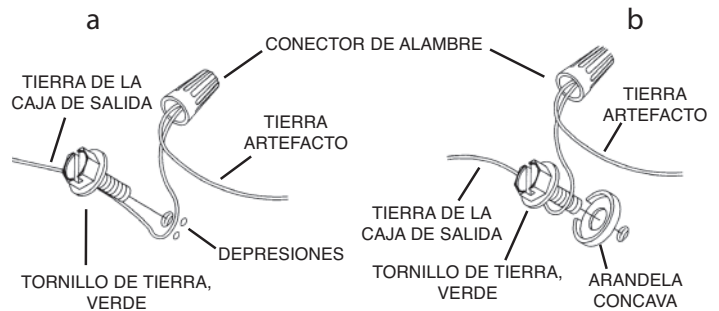 a
b
CONECTOR DE ALAMBRE
TIERRA DE LA
CAJA DE SALIDA
TIERRA
ARTEFACTO
DEPRESIONES
TORNILLO DE TIERRA,
VERDE
TIERRA
ARTEFACTO
TIERRA DE LA
CAJA DE SALIDA
TORNILLO DE TIERRA,
VERDE
ARANDELA
CONCAVA